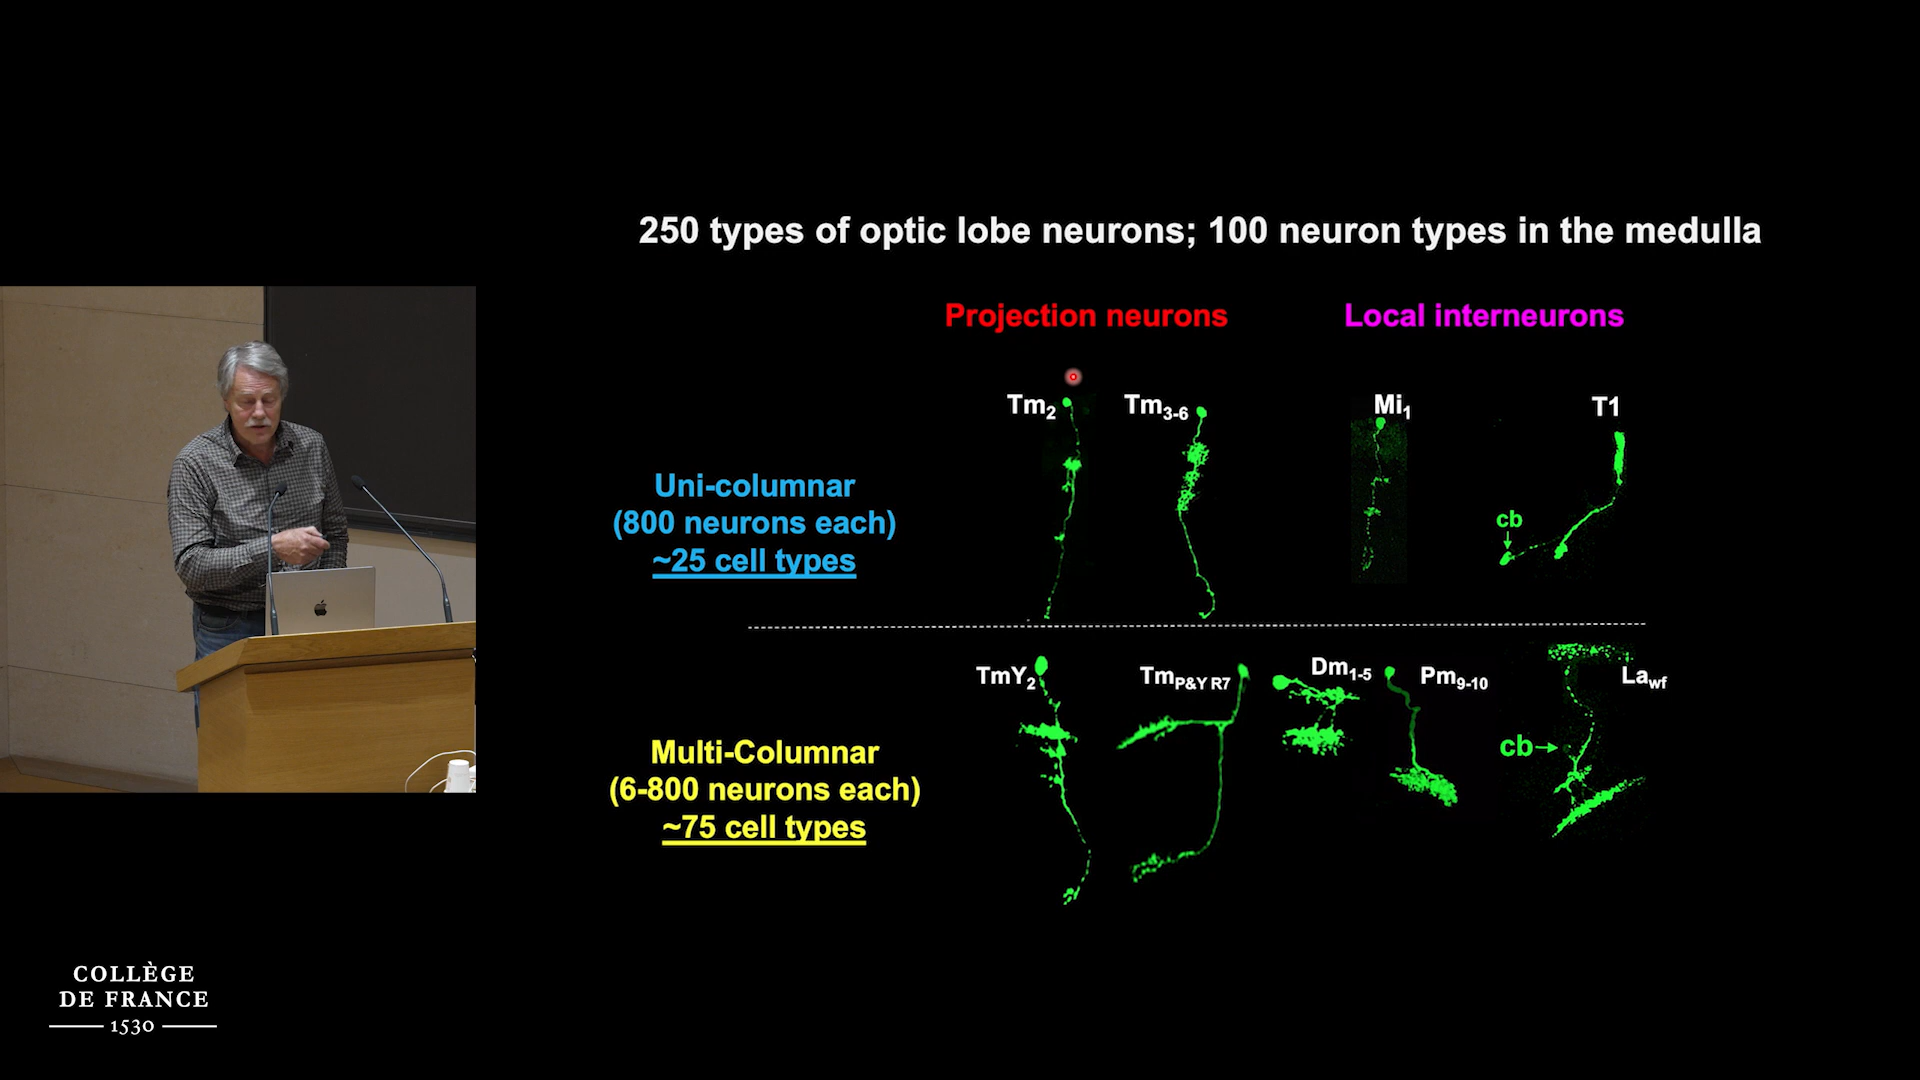 250 types of optic lobe neurons; 100 neuron types in the medulla
Projection neurons
Local interneurons
Tm2
Tm3-6
Mi1
T1
Uni-columnar
(800 neurons each)
~25 cell types
cb
TmY2
TmP&Y R7
Dm1-5
Pm9-10
Lawf
Multi-Columnar
(6-800 neurons each)
~75 cell types
cb
COLLÈGE
DE FRANCE
1530